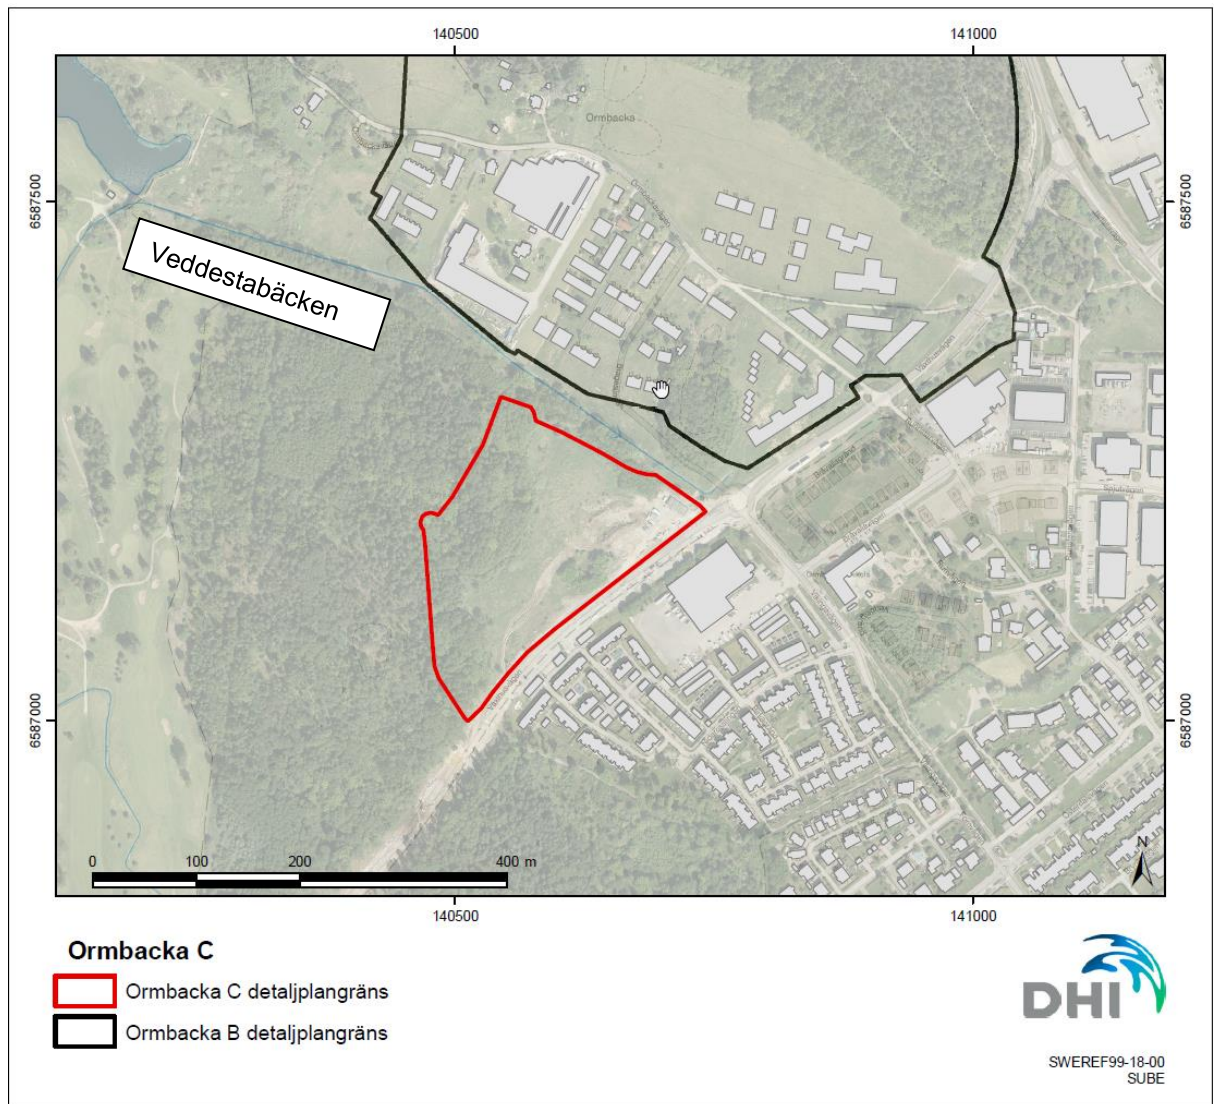 140500
141000
6587500
6587500
Ormbacka
Veddestabäcken
6587000
6587000
0
100
200
400 m
N
140500
141000
Ormbacka C
Ormbacka C detaljplangräns
Ormbacka B detaljplangräns
DHI
SWEREF99-18-00
SUBE